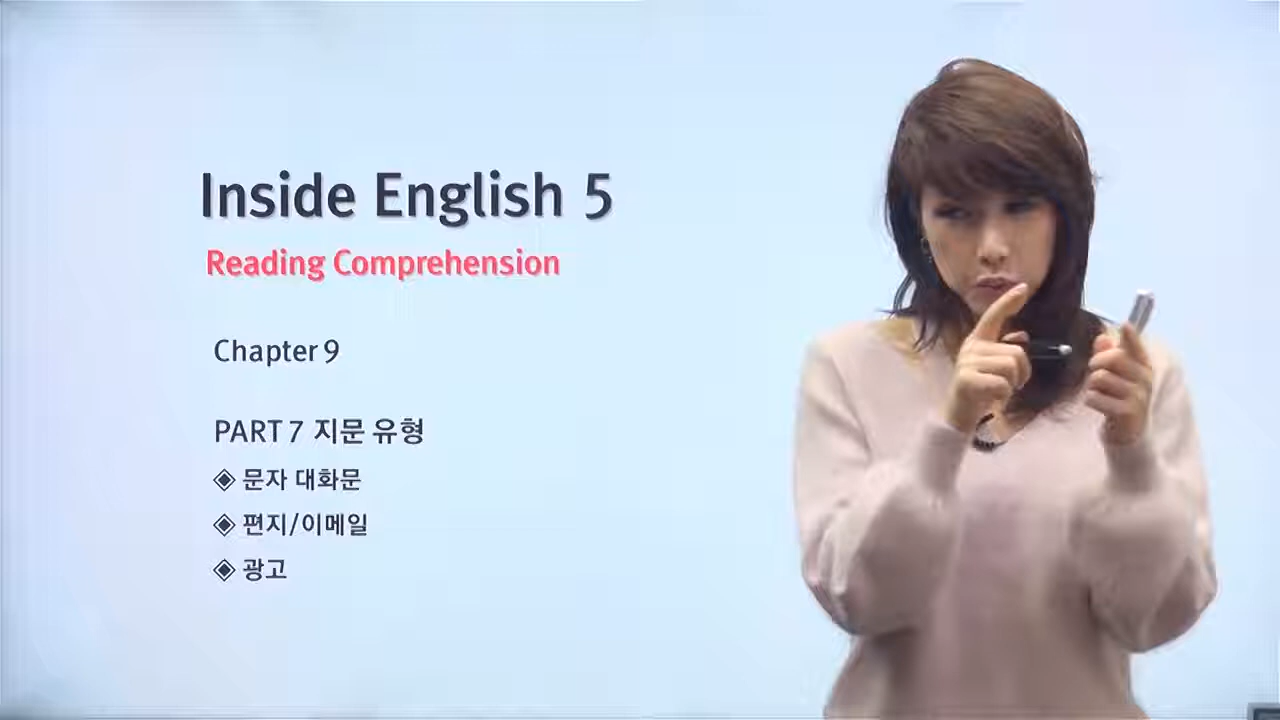 Inside English 5
Reading Comprehension
Chapter 9
PART 7 지문 유형
◈ 문자 대화문
◈ 편지/이메일
◈ 광고